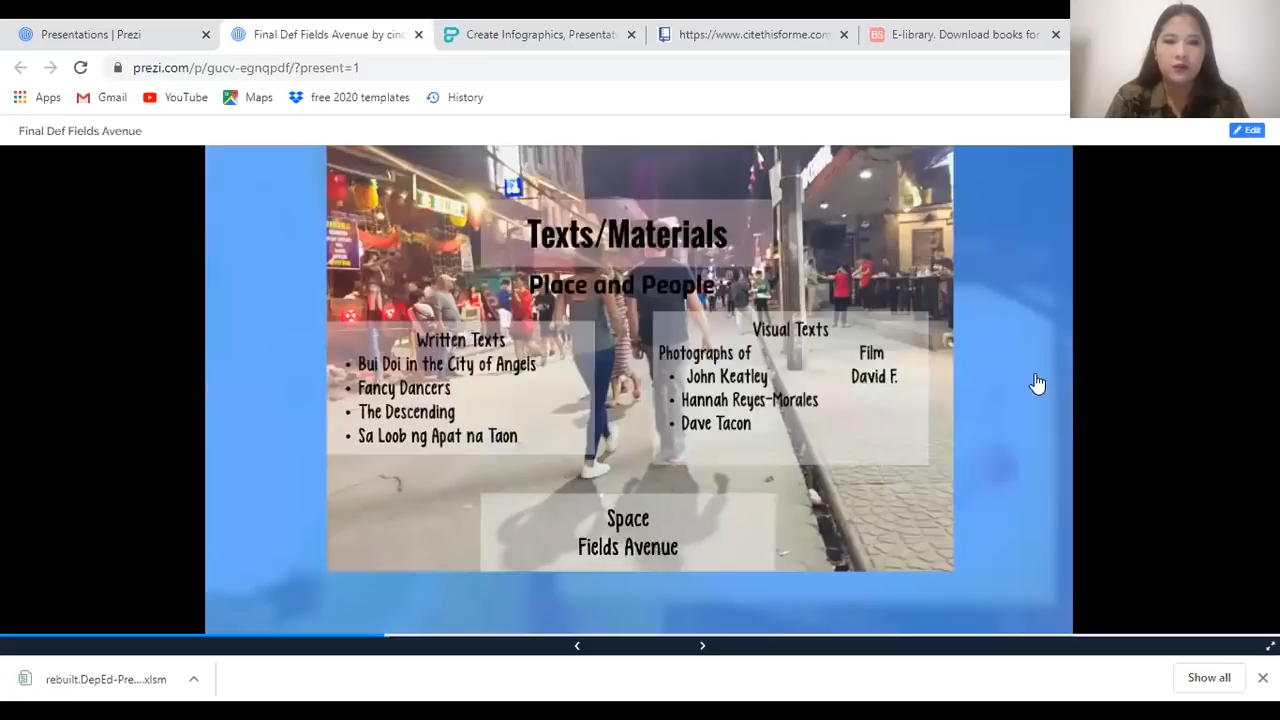 Presentations | Prezi
Final Def Fields Avenue by cinc
Create Infographics, Presentat
https://www.citethisforme.com
BS
E-library. Download books for
prezi.com/p/gucv-egnqpdf/?present=1
Apps
Gmail
YouTube
Maps
free 2020 templates
History
Final Def Fields Avenue
Edit
Texts/Materials
Place and People
Written Texts
• Bui Doi in the City of Angels
• Fancy Dancers
• The Descending
• Sa Loob ng Apat na Taon
Visual Texts
Photographs of
• John Keatley
• Hannah Reyes-Morales
• Dave Tacon
Film
David F.
Space
Fields Avenue
rebuilt.DepEd-Pre....xlsm
Show all